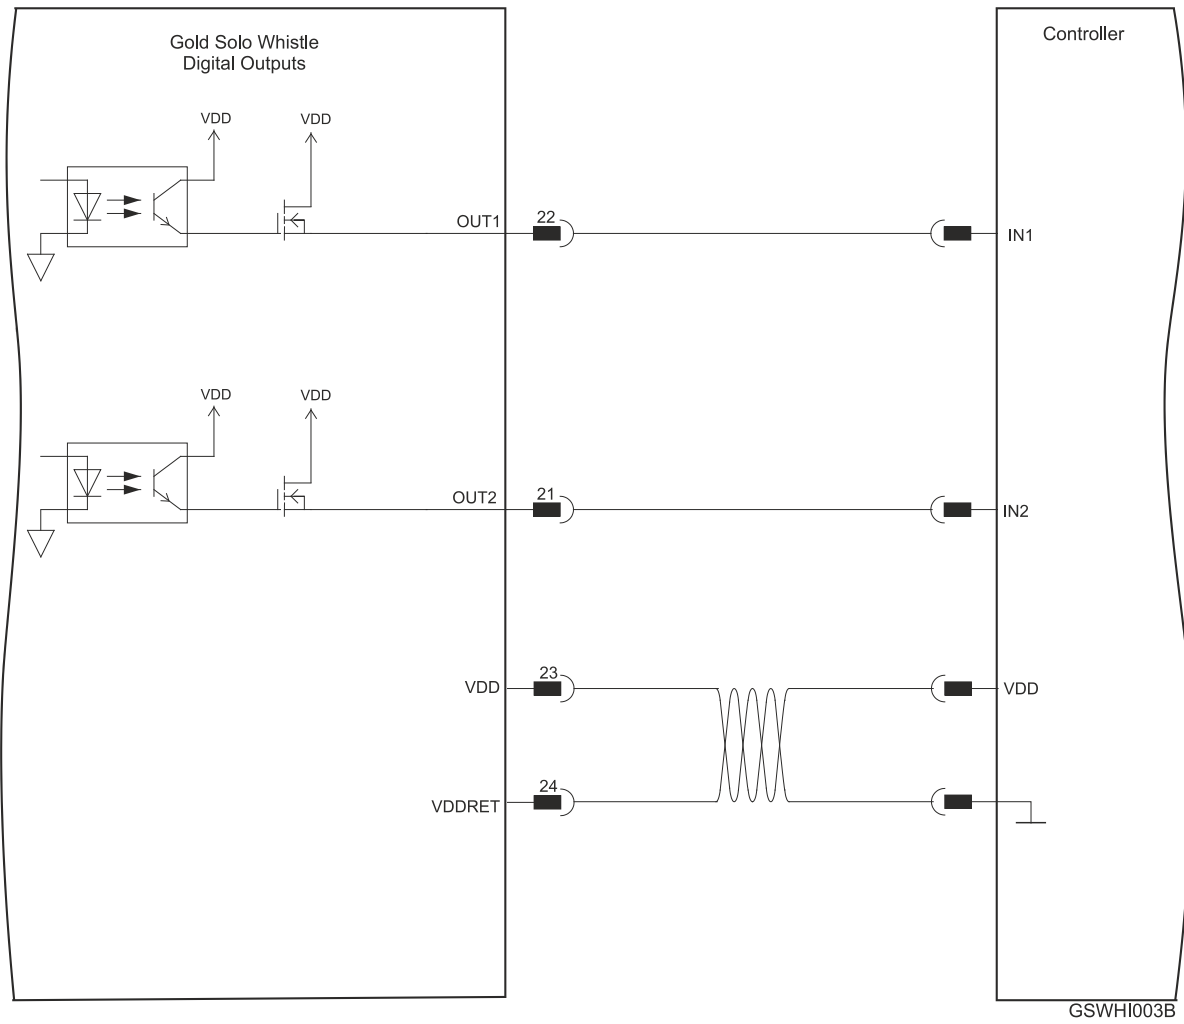 Gold Solo Whistle
Digital Outputs
Controller
VDD
VDD
OUT1
22
IN1
VDD
VDD
OUT2
21
IN2
VDD
23
VDD
VDDRET
24
GSWHI003B